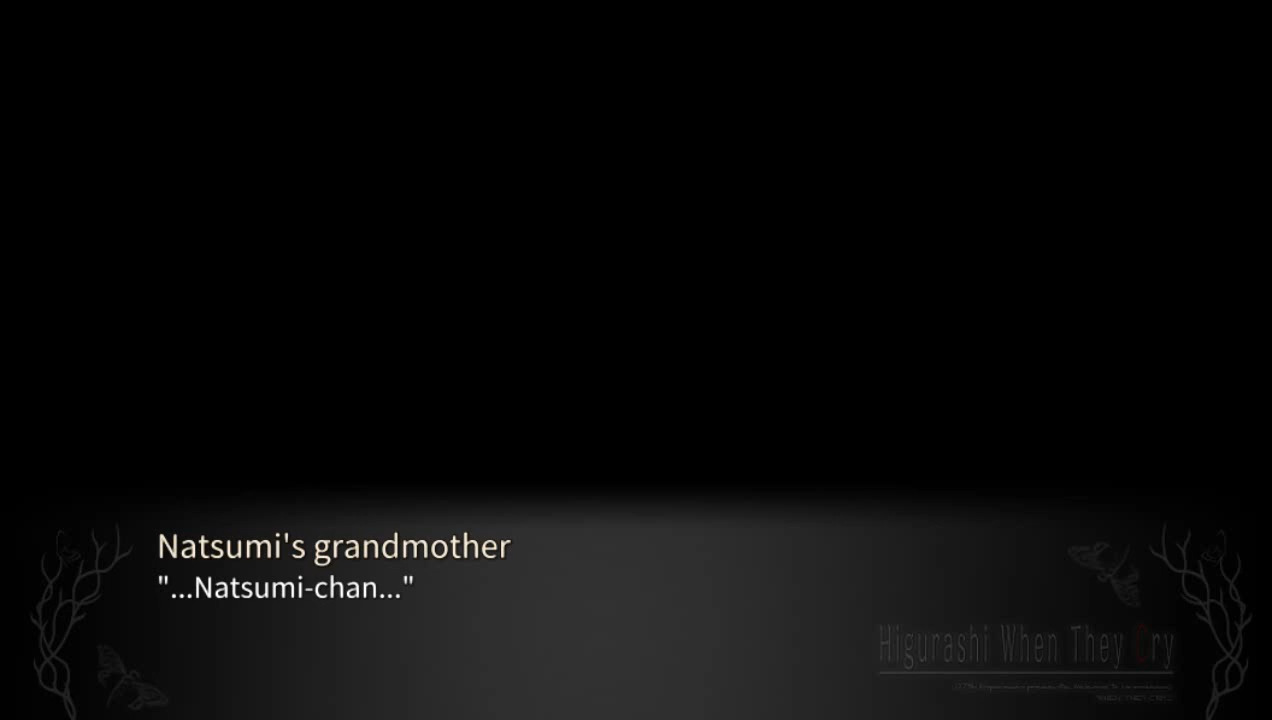 Natsumi's grandmother
"...Natsumi-chan..."
Higurashi When They Cry